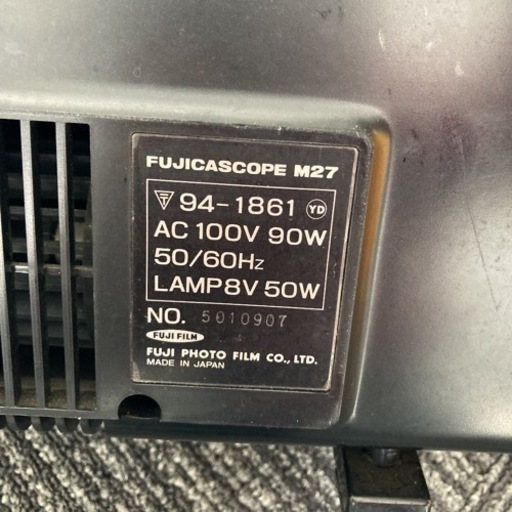 FUJICASCOPE M27
T 94-1861 YD
AC 100V 90W
50/60Hz
LAMP8V 50W
NO. 5010907
FUJI FILM
FUJI PHOTO FILM CO., LTD.
MADE IN JAPAN